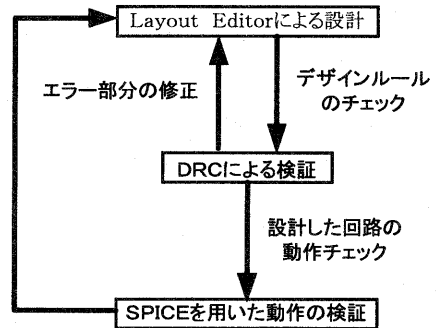 Layout Editorによる設計
エラー部分の修正
デザインルール
のチェック
DRCによる検証
設計した回路の
動作チェック
SPICEを用いた動作の検証